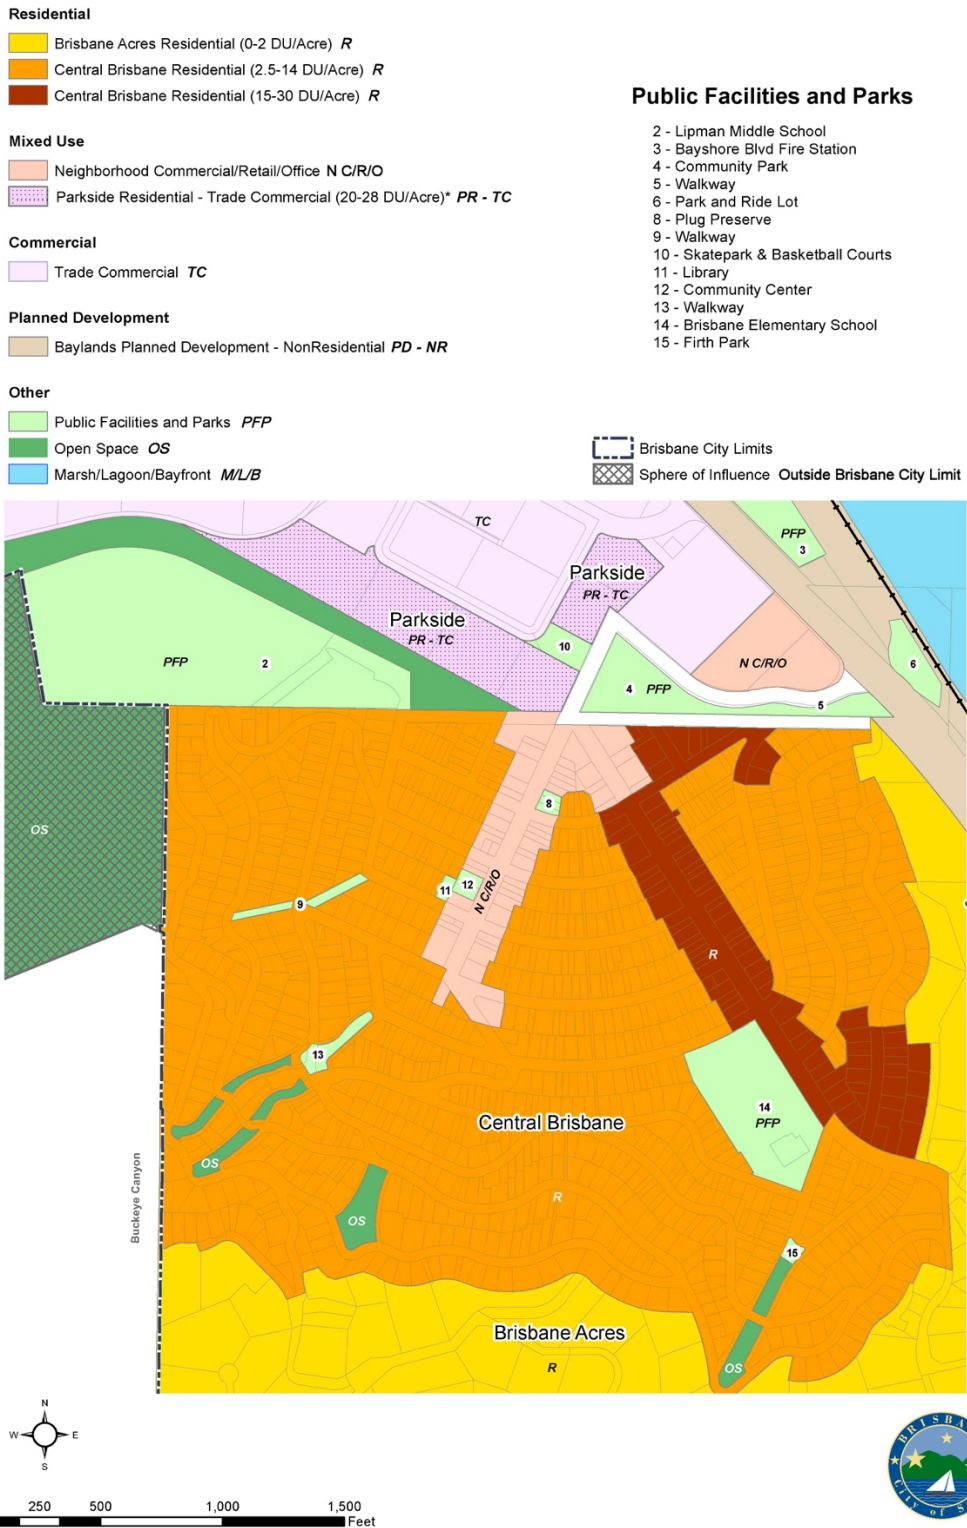 Residential
Brisbane Acres Residential (0-2 DU/Acre) R
Central Brisbane Residential (2.5-14 DU/Acre) R
Central Brisbane Residential (15-30 DU/Acre) R
Mixed Use
Neighborhood Commercial/Retail/Office N C/R/O
Parkside Residential - Trade Commercial (20-28 DU/Acre)* PR - TC
Commercial
Trade Commercial TC
Planned Development
Baylands Planned Development - NonResidential PD - NR
Other
Public Facilities and Parks PFP
Open Space OS
Marsh/Lagoon/Bayfront M/L/B
Public Facilities and Parks
2 - Lipman Middle School
3 - Bayshore Blvd Fire Station
4 - Community Park
5 - Walkway
6 - Park and Ride Lot
8 - Plug Preserve
9 - Walkway
10 - Skatepark & Basketball Courts
11 - Library
12 - Community Center
13 - Walkway
14 - Brisbane Elementary School
15 - Firth Park
Brisbane City Limits
Sphere of Influence Outside Brisbane City Limit
TC
PFP
3
Parkside
PR - TC
Parkside
PR - TC
10
PFP
2
N C/R/O
6
4 PFP
5
8
OS
11
12
N C/R/O
9
R
13
14
PFP
Central Brisbane
OS
R
OS
Buckeye Canyon
15
Brisbane Acres
R
OS
N
W
E
S
250
500
1,000
1,500
Feet
BRISBA
City of S